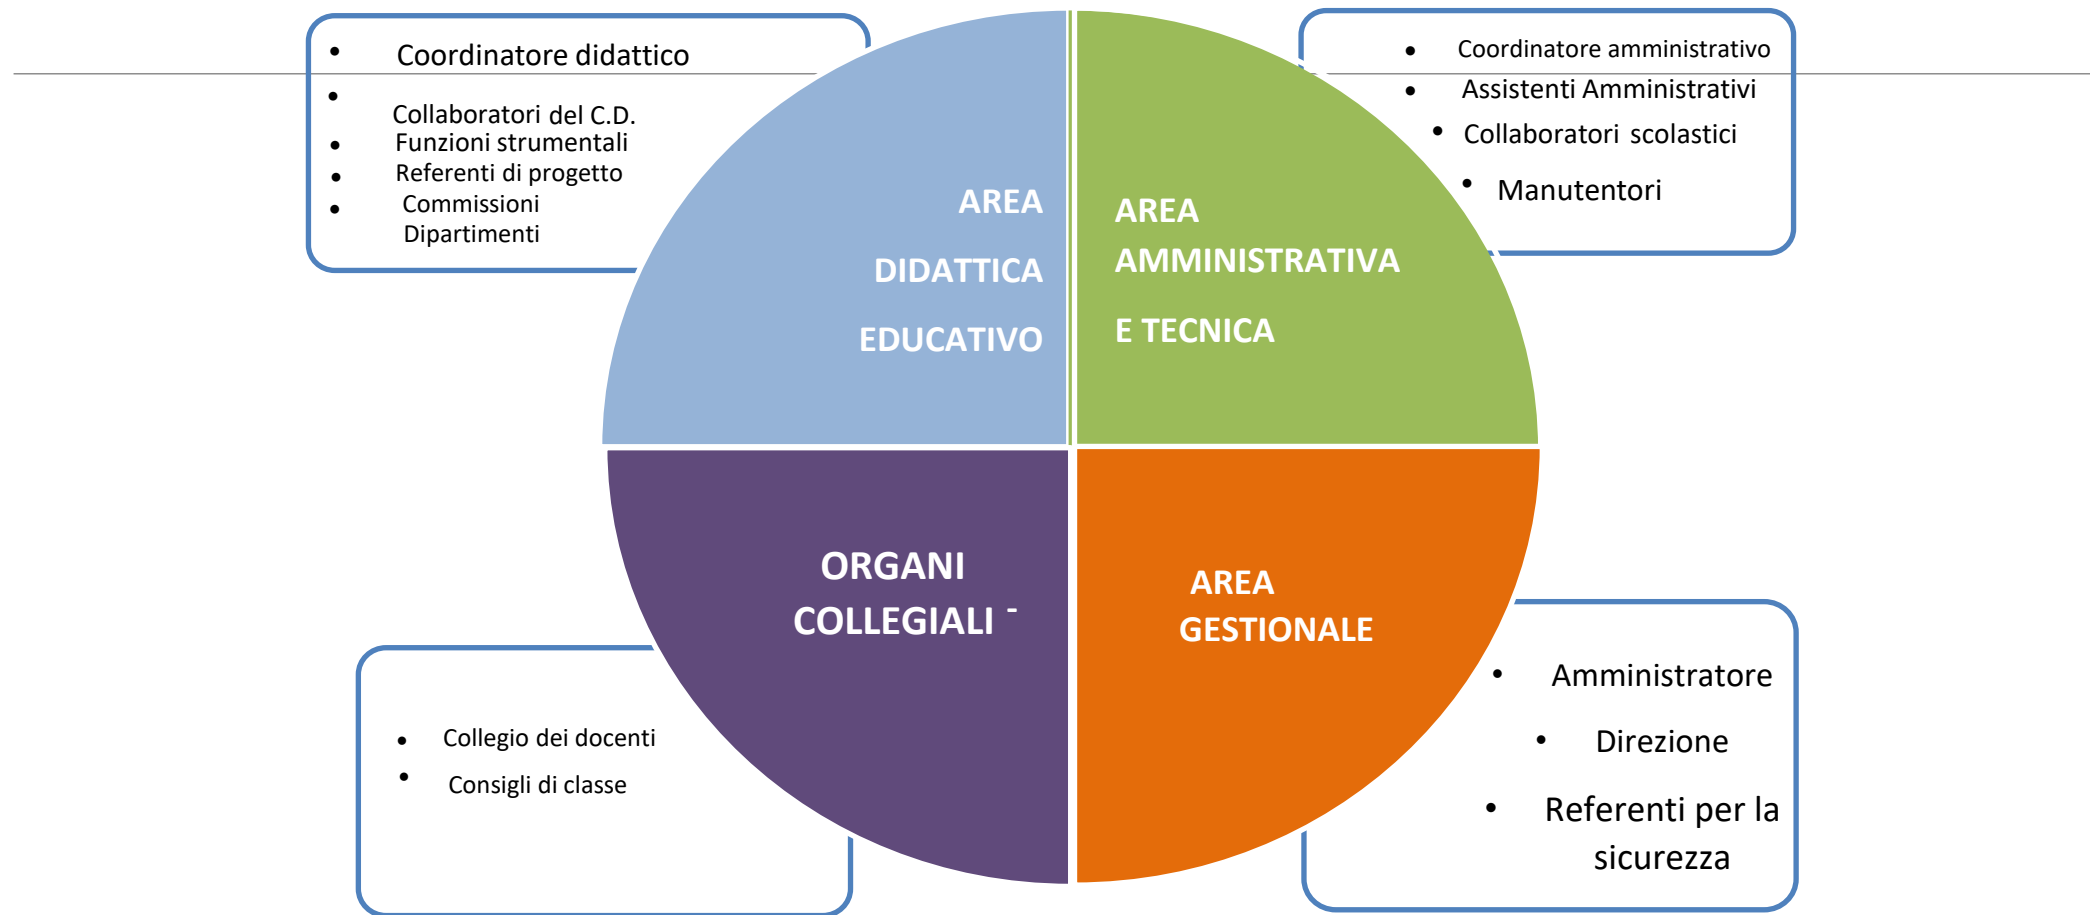 • Coordinatore didattico
• Collaboratori del C.D.
• Funzioni strumentali
• Referenti di progetto
• Commissioni
Dipartimenti
• Coordinatore amministrativo
• Assistenti Amministrativi
• Collaboratori scolastici
• Manutentori
AREA
DIDATTICA
EDUCATIVO
AREA
AMMINISTRATIVA
E TECNICA
ORGANI
COLLEGIALI -
AREA
GESTIONALE
• Collegio dei docenti
• Consigli di classe
• Amministratore
• Direzione
• Referenti per la
sicurezza